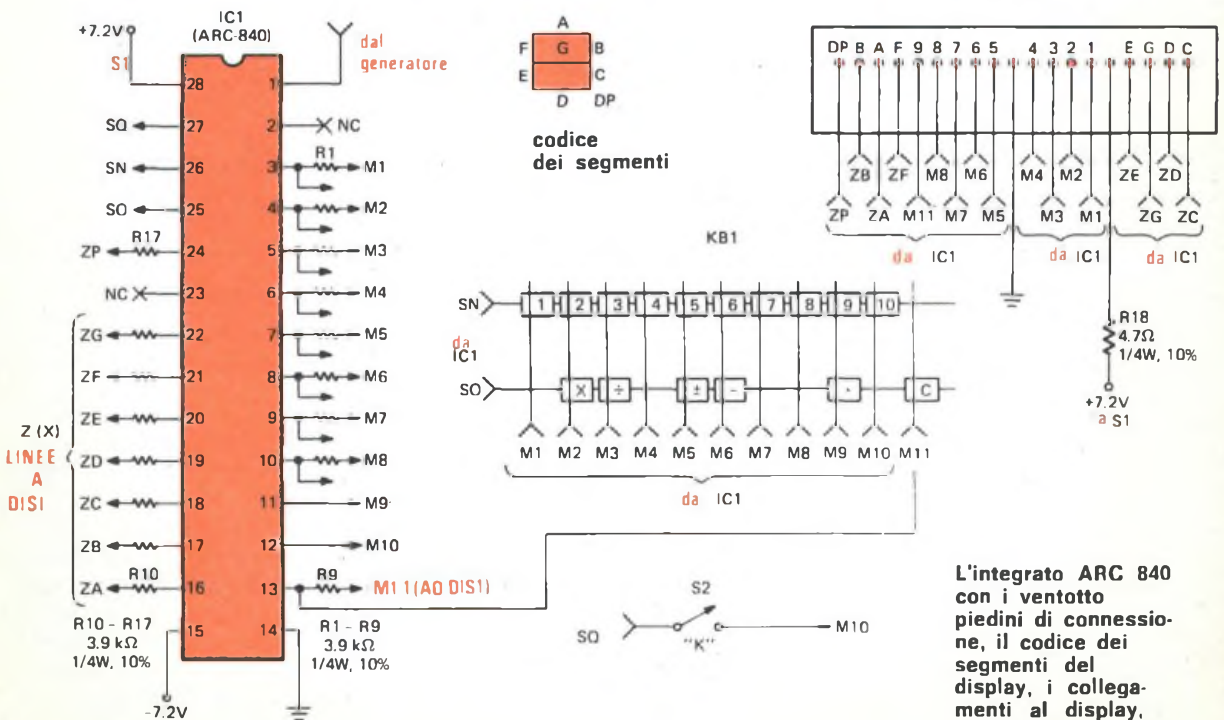 IC1
(ARC-840)
+7.2V
S1
dal
generatore
28
1
SQ
27
2
NC
SN
26
3
R1
M1
SO
25
4
M2
ZP
R17
24
5
M3
NC
23
6
M4
ZG
22
7
M5
ZF
21
8
M6
ZE
20
9
M7
ZD
19
10
M8
ZC
18
11
M9
ZB
17
12
M10
ZA
R10
16
13
R9
M11(AD DIS1)
15
14
Z (X)
LINEE
A
DISI
R10 - R17
3.9 kΩ
1/4W, 10%
R1 - R9
3.9 kΩ
1/4W, 10%
-7.2V
A
F
G
B
E
C
D
DP
codice
dei segmenti
DP B A F 9 8 7 6 5 4 3 2 1 E G D C
ZB ZF M8 M6 M4 M2 ZE ZD
ZP ZA M11 M7 M5 M3 M1 ZG ZC
da IC1
da IC1
da IC1
R18
4.7Ω
1/4W, 10%
+7.2V
a S1
KB1
SN
1 2 3 4 5 6 7 8 9 10
da
IC1
SO
X ÷ ± - · C
M1 M2 M3 M4 M5 M6 M7 M8 M9 M10 M11
da IC1
S2
SQ
"K"
M10
L'integrato ARC 840
con i ventotto
piedini di connessio-
ne, il codice dei
segmenti del
display, i collega-
menti al display,